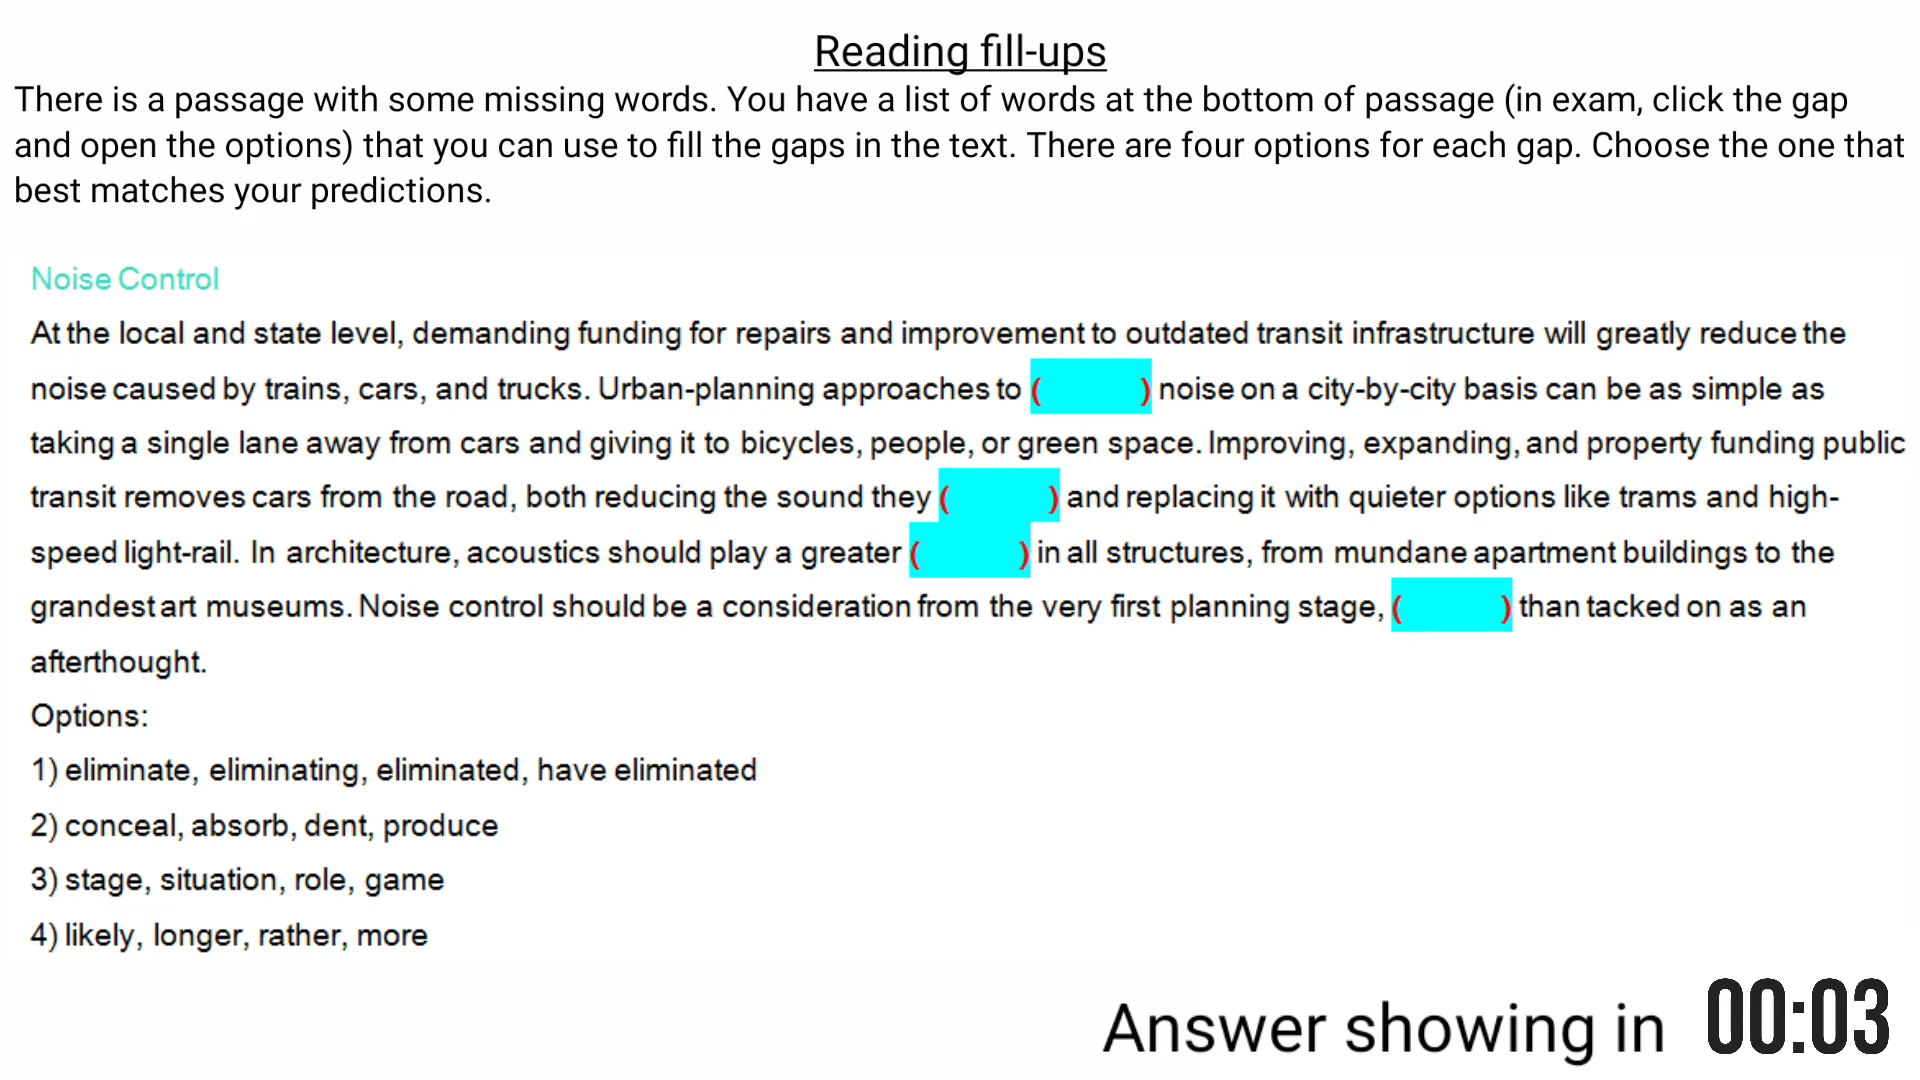 Reading fill-ups
There is a passage with some missing words. You have a list of words at the bottom of passage (in exam, click the gap
and open the options) that you can use to fill the gaps in the text. There are four options for each gap. Choose the one that
best matches your predictions.
Noise Control
At the local and state level, demanding funding for repairs and improvement to outdated transit infrastructure will greatly reduce the
noise caused by trains, cars, and trucks. Urban-planning approaches to ( ) noise on a city-by-city basis can be as simple as
taking a single lane away from cars and giving it to bicycles, people, or green space. Improving, expanding, and property funding public
transit removes cars from the road, both reducing the sound they ( ) and replacing it with quieter options like trams and high-
speed light-rail. In architecture, acoustics should play a greater ( ) in all structures, from mundane apartment buildings to the
grandest art museums. Noise control should be a consideration from the very first planning stage, ( ) than tacked on as an
afterthought.
Options:
1) eliminate, eliminating, eliminated, have eliminated
2) conceal, absorb, dent, produce
3) stage, situation, role, game
4) likely, longer, rather, more
Answer showing in 00:03